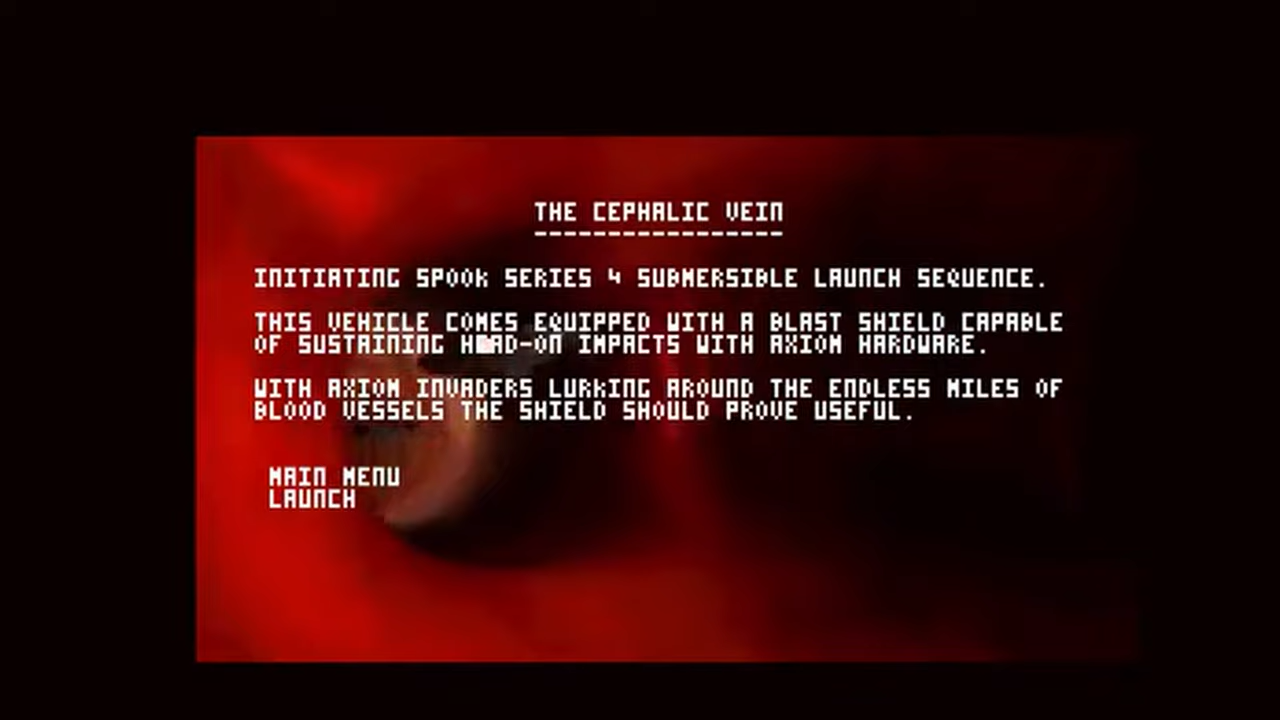 THE CEPHALIC VEIN
-----------------
INITIATING SPOOK SERIES 4 SUBMERSIBLE LAUNCH SEQUENCE.
THIS VEHICLE COMES EQUIPPED WITH A BLAST SHIELD CAPABLE
OF SUSTAINING HEAD-ON IMPACTS WITH AXIOM HARDWARE.
WITH AXIOM INVADERS LURKING AROUND THE ENDLESS MILES OF
BLOOD VESSELS THE SHIELD SHOULD PROVE USEFUL.
MAIN MENU
LAUNCH